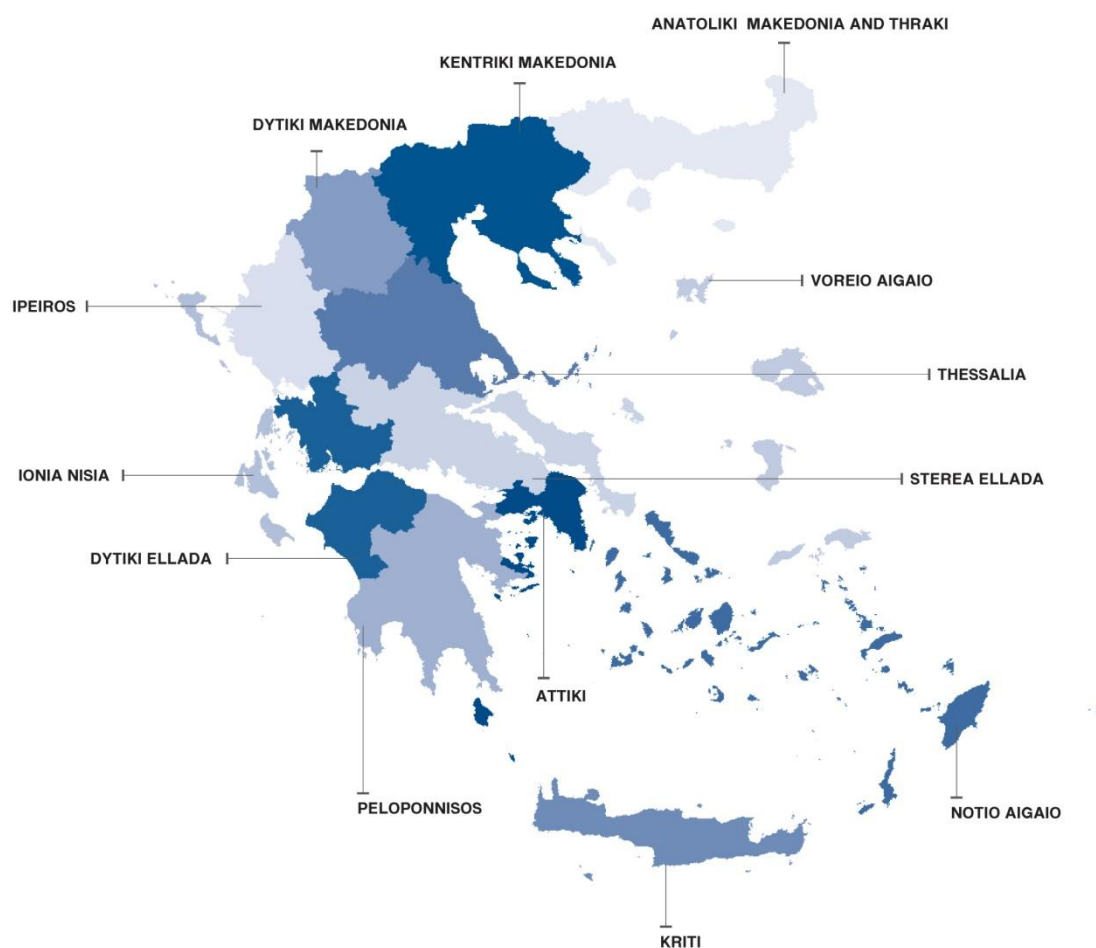 ANATOLIKI MAKEDONIA AND THRAKI
KENTRIKI MAKEDONIA
DYTIKI MAKEDONIA
VOREIO AIGAIO
IPEIROS
THESSALIA
IONIA NISIA
STEREA ELLADA
DYTIKI ELLADA
ATTIKI
PELOPONNISOS
NOTIO AIGAIO
KRITI